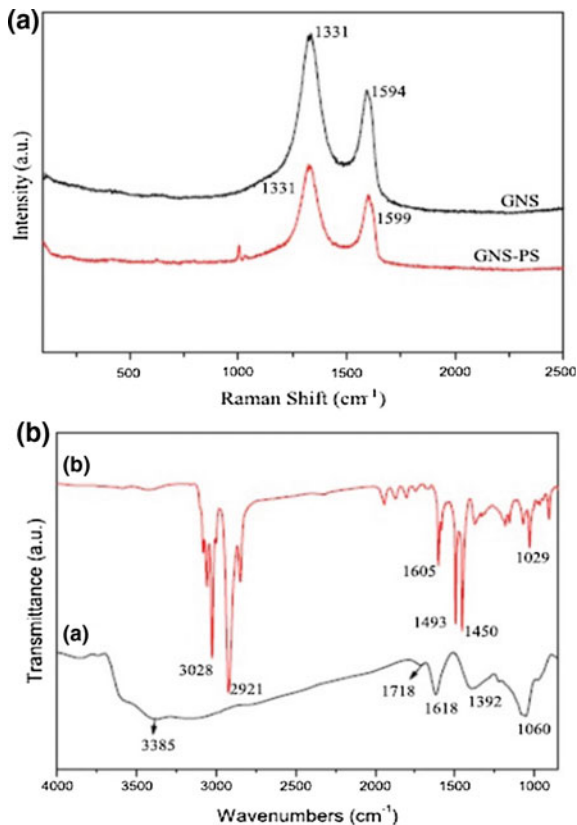 (a)
Intensity (a.u.)
1331
1594
GNS
1331
1599
GNS-PS
500 1000 1500 2000 2500
Raman Shift (cm⁻¹)
(b)
Transmittance (a.u.)
(b)
1029
1605
1493
1450
(a)
3028
2921
1718
1618
1392
1060
3385
4000 3500 3000 2500 2000 1500 1000
Wavenumbers (cm⁻¹)